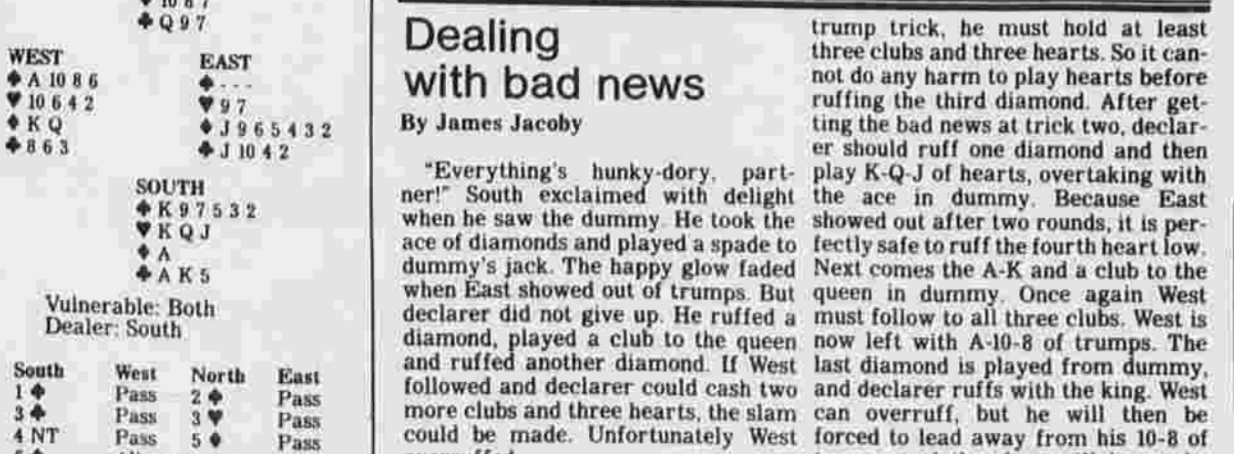 ♣ Q 9 7
WEST
♠ A 10 8 6
♥ 10 6 4 2
♦ K Q
♣ 8 6 3
EAST
♠ - - -
♥ 9 7
♦ J 9 6 5 4 3 2
♣ J 10 4 2
SOUTH
♠ K 9 7 5 3 2
♥ K Q J
♦ A
♣ A K 5
Vulnerable: Both
Dealer: South
South West North East
1 ♠ Pass 2 ♠ Pass
3 ♣ Pass 3 ♥ Pass
4 NT Pass 5 ♦ Pass
Dealing
with bad news
By James Jacoby
"Everything's hunky-dory, part-
ner!" South exclaimed with delight
when he saw the dummy. He took the
ace of diamonds and played a spade to
dummy's jack. The happy glow faded
when East showed out of trumps. But
declarer did not give up. He ruffed a
diamond, played a club to the queen
and ruffed another diamond. If West
followed and declarer could cash two
more clubs and three hearts, the slam
could be made. Unfortunately West
trump trick, he must hold at least
three clubs and three hearts. So it can-
not do any harm to play hearts before
ruffing the third diamond. After get-
ting the bad news at trick two, declar-
er should ruff one diamond and then
play K-Q-J of hearts, overtaking with
the ace in dummy. Because East
showed out after two rounds, it is per-
fectly safe to ruff the fourth heart low.
Next comes the A-K and a club to the
queen in dummy. Once again West
must follow to all three clubs. West is
now left with A-10-8 of trumps. The
last diamond is played from dummy,
and declarer ruffs with the king. West
can overruff, but he will then be
forced to lead away from his 10-8 of